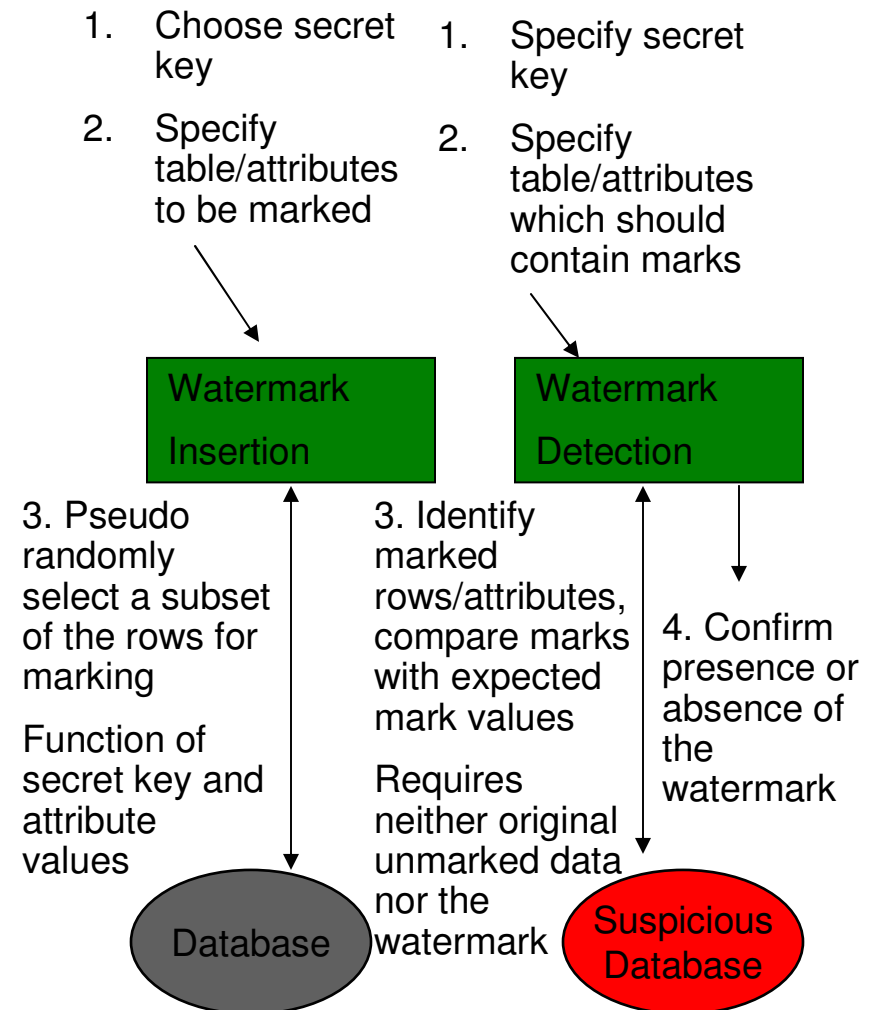 1. Choose secret
key
2. Specify
table/attributes
to be marked
1. Specify secret
key
2. Specify
table/attributes
which should
contain marks
Watermark
Insertion
Watermark
Detection
3. Pseudo
randomly
select a subset
of the rows for
marking
Function of
secret key and
attribute
values
3. Identify
marked
rows/attributes,
compare marks
with expected
mark values
Requires
neither original
unmarked data
nor the
watermark
4. Confirm
presence or
absence of
the
watermark
Database
Suspicious
Database